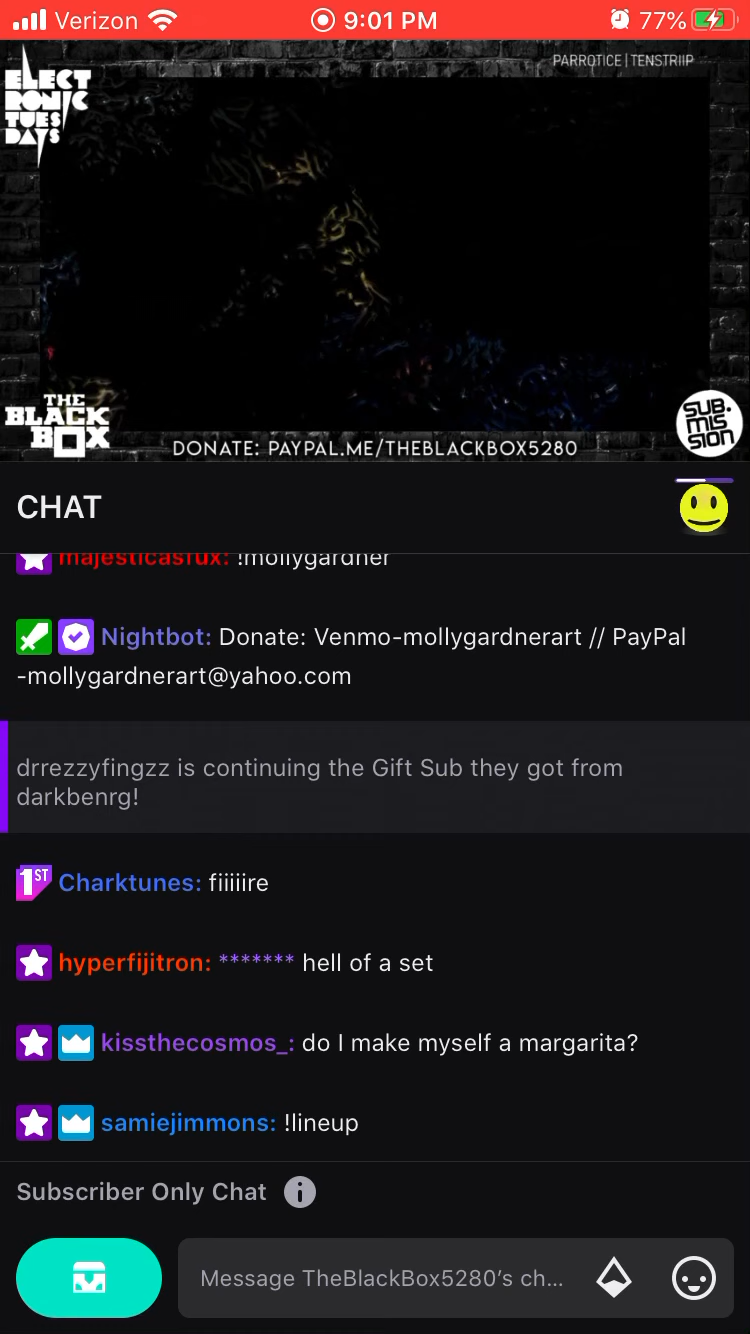 Verizon 9:01 PM 77%
PARROTICE | TENSTRIIP
ELECT
RONIC
TUES
DAYS
THE
BLACK
BOX
SUB.
MIS
SION
DONATE: PAYPAL.ME/THEBLACKBOX5280
CHAT
majesticasfux: !mollygardner
Nightbot: Donate: Venmo-mollygardnerart // PayPal
-mollygardnerart@yahoo.com
drrezzyfingzz is continuing the Gift Sub they got from
darkbenrg!
1ST Charktunes: fiiiiire
hyperfijitron: ******* hell of a set
kissthecosmos_: do I make myself a margarita?
samiejimmons: !lineup
Subscriber Only Chat i
Message TheBlackBox5280's ch...